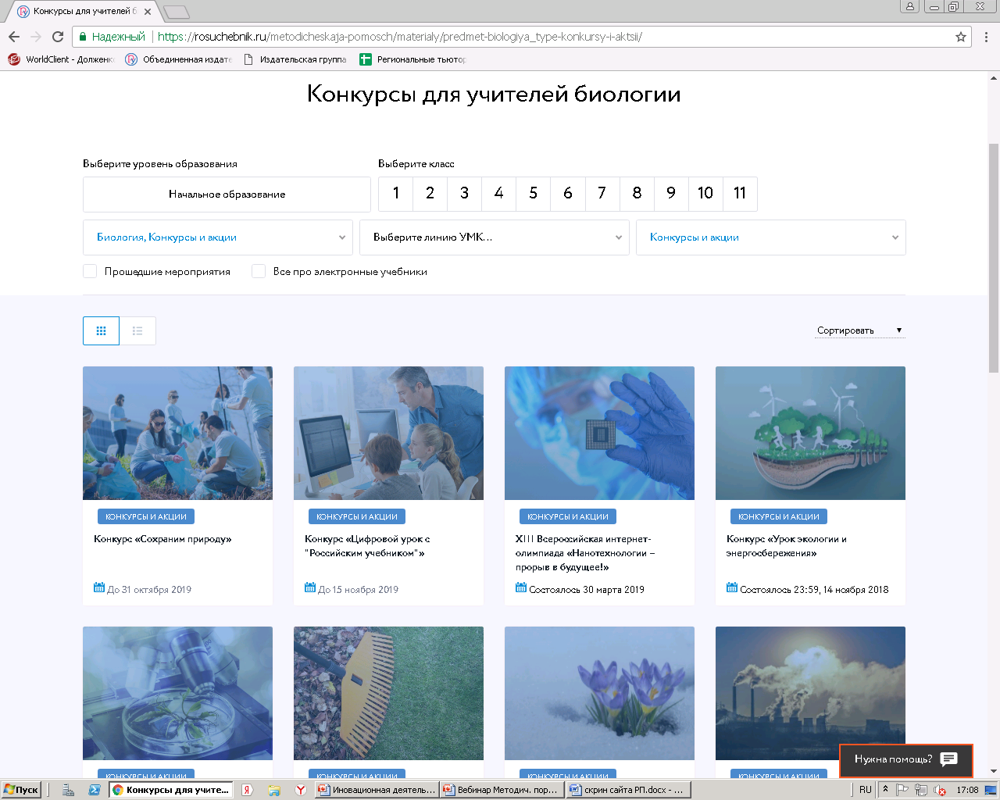 Конкурсы для учителей б
Надежный
https://rosuchebnik.ru/metodicheskaja-pomosch/materialy/predmet-biologiya_type-konkursy-i-aktsii/
WorldClient - Долженк
Объединенная издате
Издательская группа
Региональные тьютор
Конкурсы для учителей биологии
Выберите уровень образования
Выберите класс
Начальное образование
1 2 3 4 5 6 7 8 9 10 11
Биология, Конкурсы и акции
Выберите линию УМК...
Конкурсы и акции
Прошедшие мероприятия
Все про электронные учебники
Сортировать
КОНКУРСЫ И АКЦИИ
Конкурс «Сохраним природу»
До 31 октября 2019
КОНКУРСЫ И АКЦИИ
Конкурс «Цифровой урок с
"Российским учебником"»
До 15 ноября 2019
КОНКУРСЫ И АКЦИИ
XIII Всероссийская интернет-
олимпиада «Нанотехнологии –
прорыв в будущее!»
Состоялось 30 марта 2019
КОНКУРСЫ И АКЦИИ
Конкурс «Урок экологии и
энергосбережения»
Состоялось 23:59, 14 ноября 2018
КОНКУРСЫ И АКЦИИ
КОНКУРСЫ И АКЦИИ
КОНКУРСЫ И АКЦИИ
КОНКУРСЫ И АКЦИИ
Нужна помощь?
Пуск
Конкурсы для учите...
Иновационная деятель...
Вебинар Методич. пор...
скрин сайта РП.docx - ...
RU
17:08